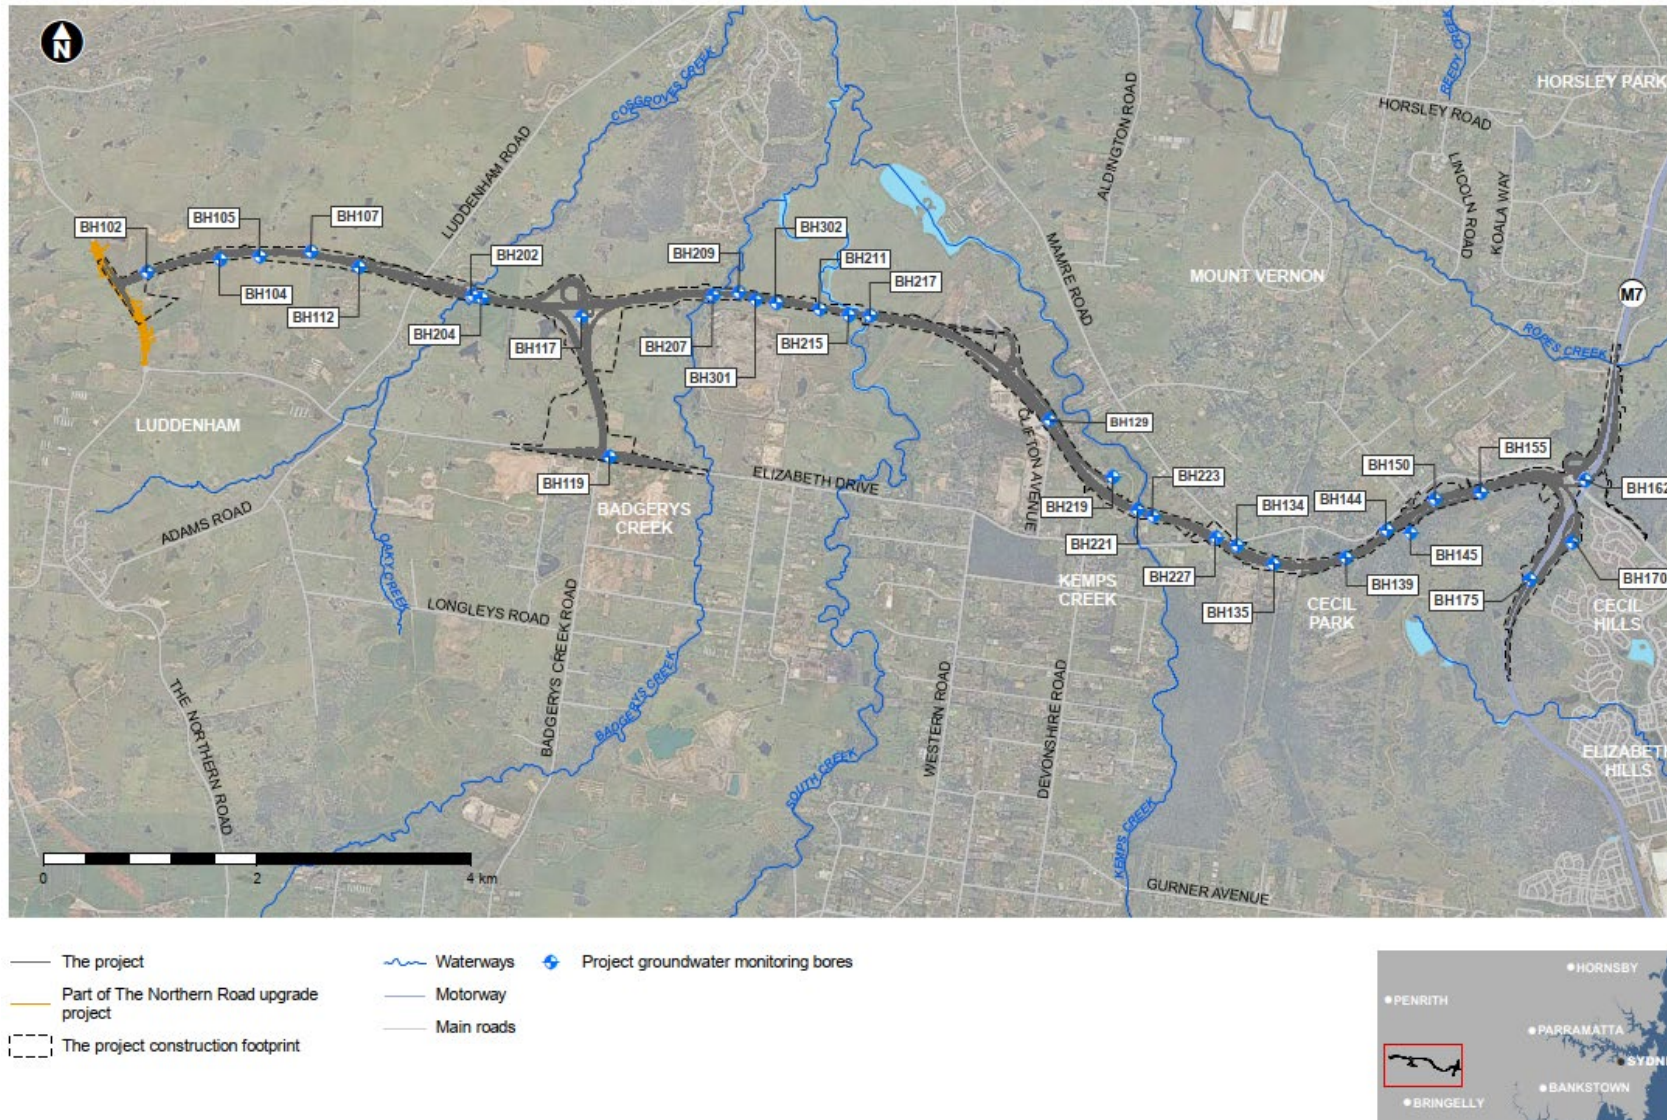 N
COSGROVES CREEK
REEDY CREEK
HORSLEY PARK
HORSLEY ROAD
ALDINGTON ROAD
LUDDENHAM ROAD
LINCOLN ROAD
KOALA WAY
BH102
BH105
BH107
BH302
BH209
BH202
BH211
BH217
MAMRE ROAD
MOUNT VERNON
M7
BH104
BH112
BH204
BH117
BH207
BH215
BH301
ROPES CREEK
LUDDENHAM
BH129
CLIFTON AVENUE
BH119
ELIZABETH DRIVE
BH223
BH155
BH150
BH144
BH134
BH162
BADGERYS
CREEK
BH219
ADAMS ROAD
OAKY CREEK
BH221
BH145
BH227
BH139
BH170
KEMPS
CREEK
BH135
CECIL
PARK
BH175
CECIL
HILLS
LONGLEYS ROAD
BADGERYS CREEK ROAD
THE NORTHERN ROAD
BADGERYS CREEK
SOUTH CREEK
WESTERN ROAD
DEVONSHIRE ROAD
KEMPS CREEK
ELIZABETH
HILLS
GURNER AVENUE
0 2 4 km
The project
Part of The Northern Road upgrade
project
The project construction footprint
Waterways
Motorway
Main roads
Project groundwater monitoring bores
HORNSBY
PENRITH
PARRAMATTA
SYDNE
BANKSTOWN
BRINGELLY